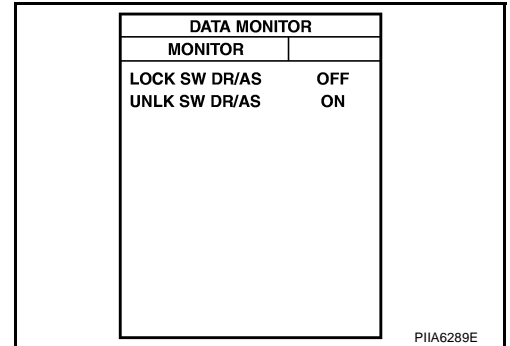 DATA MONITOR
MONITOR
LOCK SW DR/AS OFF
UNLK SW DR/AS ON
PIIA6289E